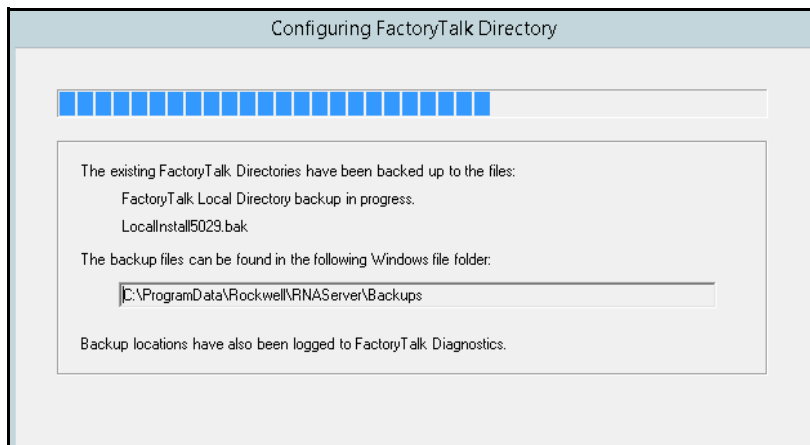 Configuring FactoryTalk Directory
The existing FactoryTalk Directories have been backed up to the files:
FactoryTalk Local Directory backup in progress.
LocalInstall5029.bak
The backup files can be found in the following Windows file folder:
C:\ProgramData\Rockwell\RNAServer\Backups
Backup locations have also been logged to FactoryTalk Diagnostics.